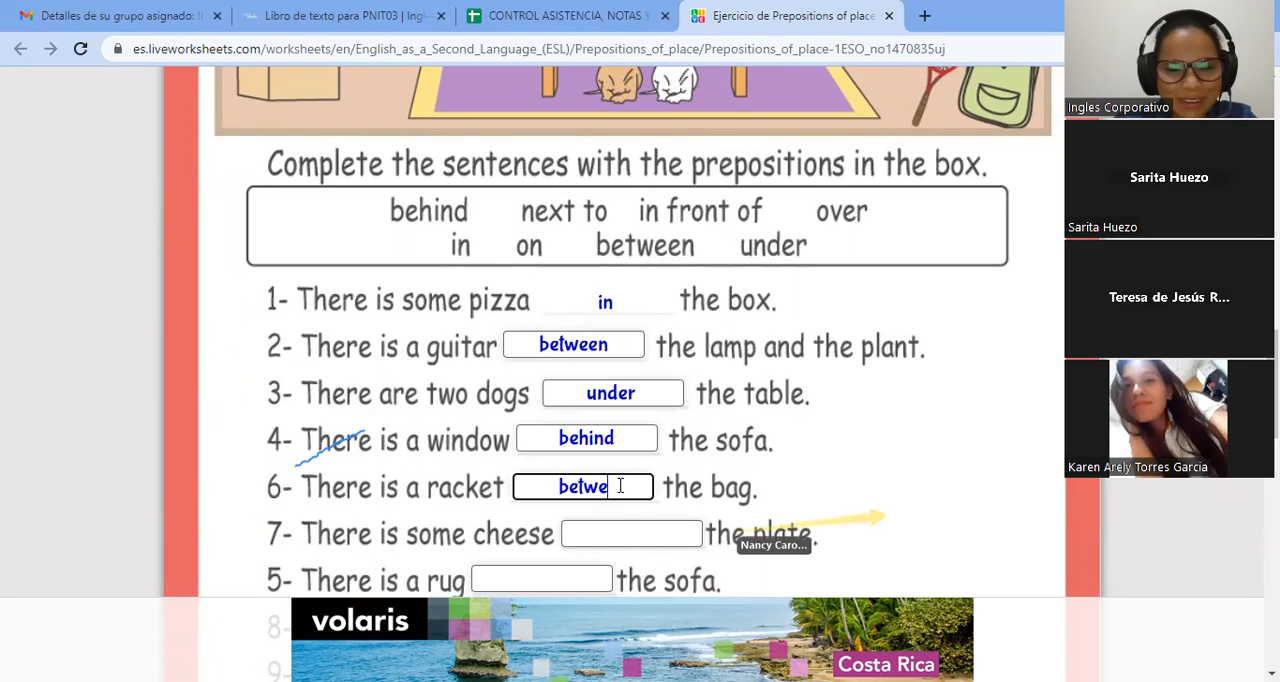 Detalles de su grupo asignado: I
Libro de texto para PNIT03 | Ingl
CONTROL ASISTENCIA, NOTAS Y
Ejercicio de Prepositions of place
es.liveworksheets.com/worksheets/en/English_as_a_Second_Language_(ESL)/Prepositions_of_place/Prepositions_of_place-1ESO_no1470835uj
Complete the sentences with the prepositions in the box.
behind next to in front of over
in on between under
1- There is some pizza in the box.
2- There is a guitar between the lamp and the plant.
3- There are two dogs under the table.
4- There is a window behind the sofa.
6- There is a racket betwe the bag.
7- There is some cheese the plate.
Nancy Caro...
5- There is a rug the sofa.
8-
9-
volaris
Costa Rica
Ingles Corporativo
Sarita Huezo
Sarita Huezo
Teresa de Jesús R...
Karen Arely Torres Garcia